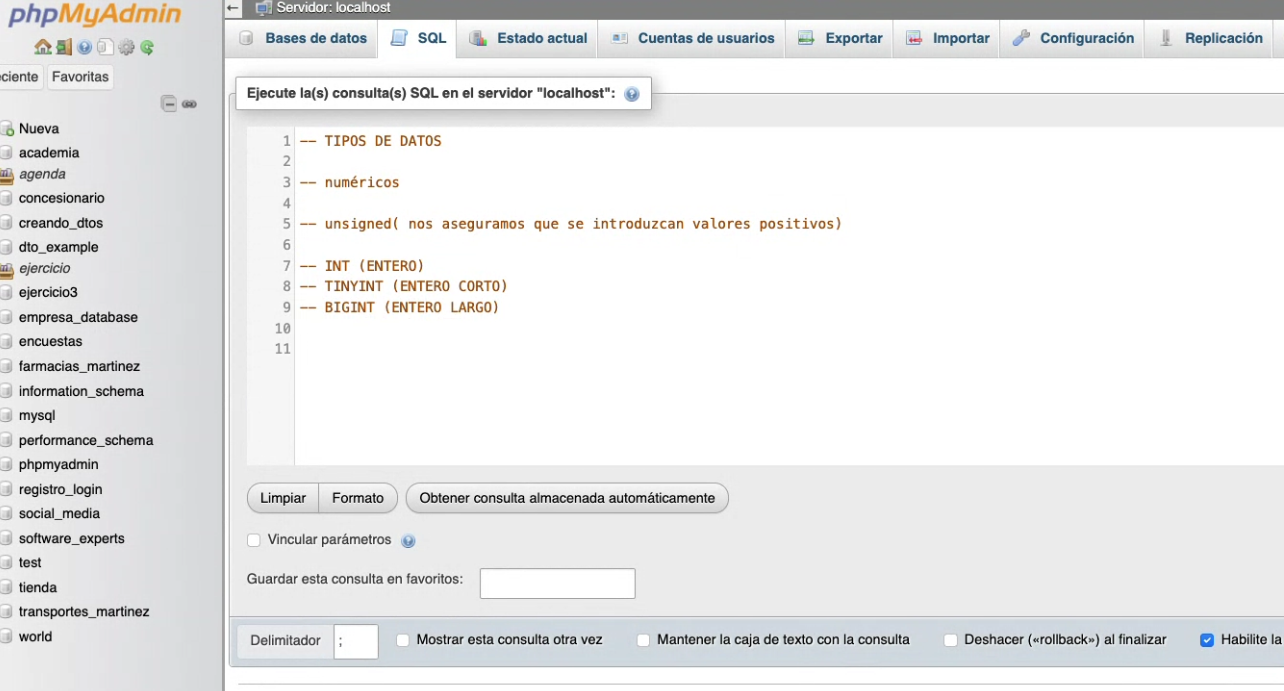 phpMyAdmin
ciente Favoritas
Nueva
academia
agenda
concesionario
creando_dtos
dto_example
ejercicio
ejercicio3
empresa_database
encuestas
farmacias_martinez
information_schema
mysql
performance_schema
phpmyadmin
registro_login
social_media
software_experts
test
tienda
transportes_martinez
world
← Servidor: localhost
Bases de datos SQL Estado actual Cuentas de usuarios Exportar Importar Configuración Replicación
Ejecute la(s) consulta(s) SQL en el servidor "localhost":
1 -- TIPOS DE DATOS
2
3 -- numéricos
4
5 -- unsigned( nos aseguramos que se introduzcan valores positivos)
6
7 -- INT (ENTERO)
8 -- TINYINT (ENTERO CORTO)
9 -- BIGINT (ENTERO LARGO)
10
11
Limpiar Formato Obtener consulta almacenada automáticamente
Vincular parámetros
Guardar esta consulta en favoritos:
Delimitador ; Mostrar esta consulta otra vez Mantener la caja de texto con la consulta Deshacer («rollback») al finalizar Habilite la